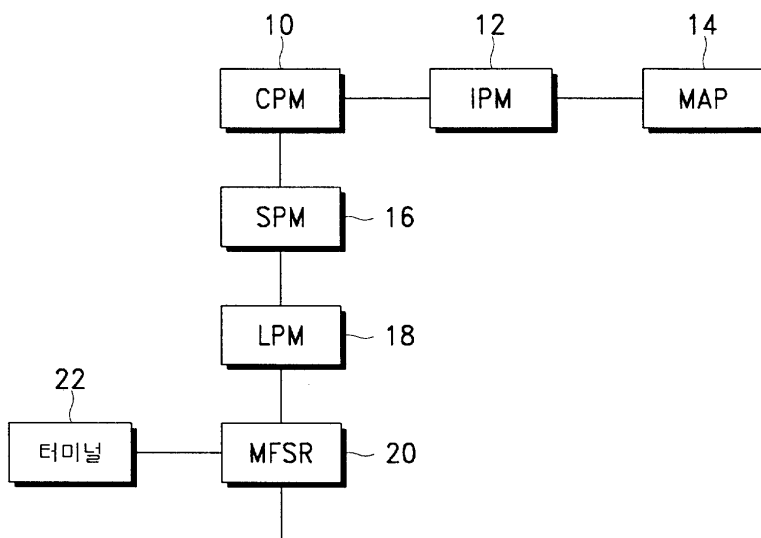 10 12 14
CPM IPM MAP
SPM 16
LPM 18
22
터미널 MFSR 20